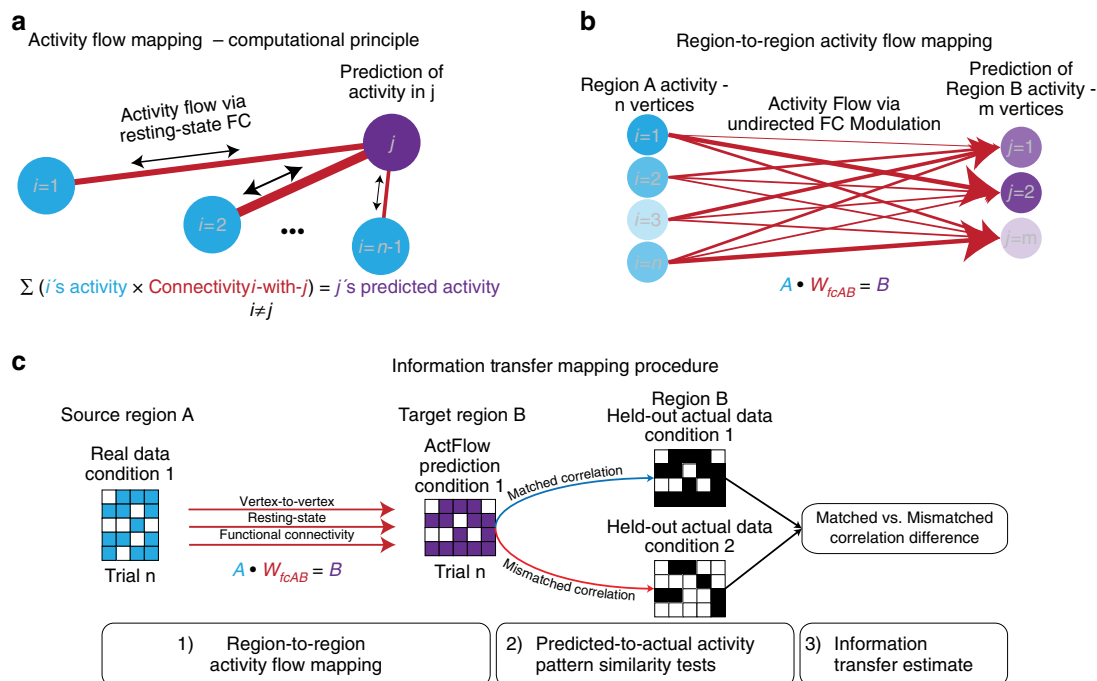 a
Activity flow mapping – computational principle
Prediction of
activity in j
Activity flow via
resting-state FC
j
i=1
i=2
...
i=n-1
Σ (i´s activity × Connectivityi-with-j) = j´s predicted activity
i≠j
b
Region-to-region activity flow mapping
Region A activity -
n vertices
Activity Flow via
undirected FC Modulation
Prediction of
Region B activity -
m vertices
i=1
i=2
i=3
i=n
j=1
j=2
j=m
A • WfcAB = B
c
Information transfer mapping procedure
Source region A
Real data
condition 1
Trial n
Vertex-to-vertex
Resting-state
Functional connectivity
A • WfcAB = B
Target region B
ActFlow
prediction
condition 1
Trial n
Matched correlation
Mismatched correlation
Region B
Held-out actual data
condition 1
Held-out actual data
condition 2
Matched vs. Mismatched
correlation difference
1) Region-to-region
activity flow mapping
2) Predicted-to-actual activity
pattern similarity tests
3) Information
transfer estimate